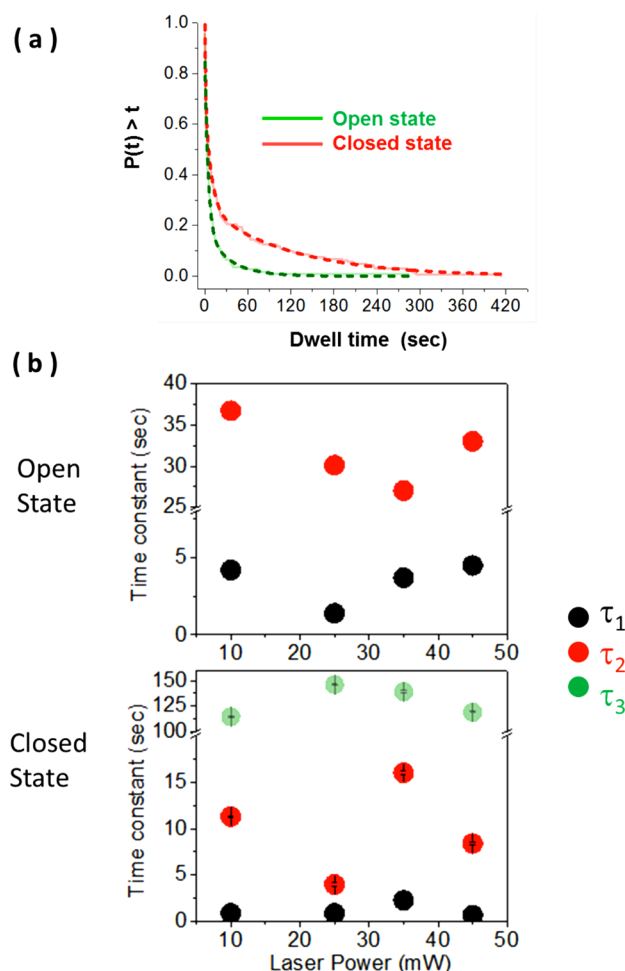 ( a )
1.0
0.8
0.6
0.4
0.2
0.0
P(t) > t
Open state
Closed state
0 60 120 180 240 300 360 420
Dwell time (sec)
( b )
Open
State
Time constant (sec)
40
35
30
25
5
0
10 20 30 40 50
τ1
τ2
τ3
Closed
State
Time constant (sec)
150
125
100
15
10
5
0
10 20 30 40 50
Laser Power (mW)